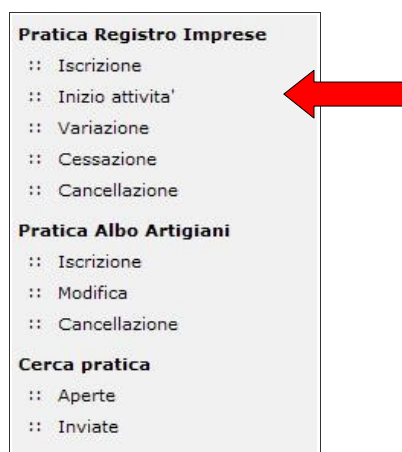 Pratica Registro Imprese
:: Iscrizione
:: Inizio attivita'
:: Variazione
:: Cessazione
:: Cancellazione
Pratica Albo Artigiani
:: Iscrizione
:: Modifica
:: Cancellazione
Cerca pratica
:: Aperte
:: Inviate